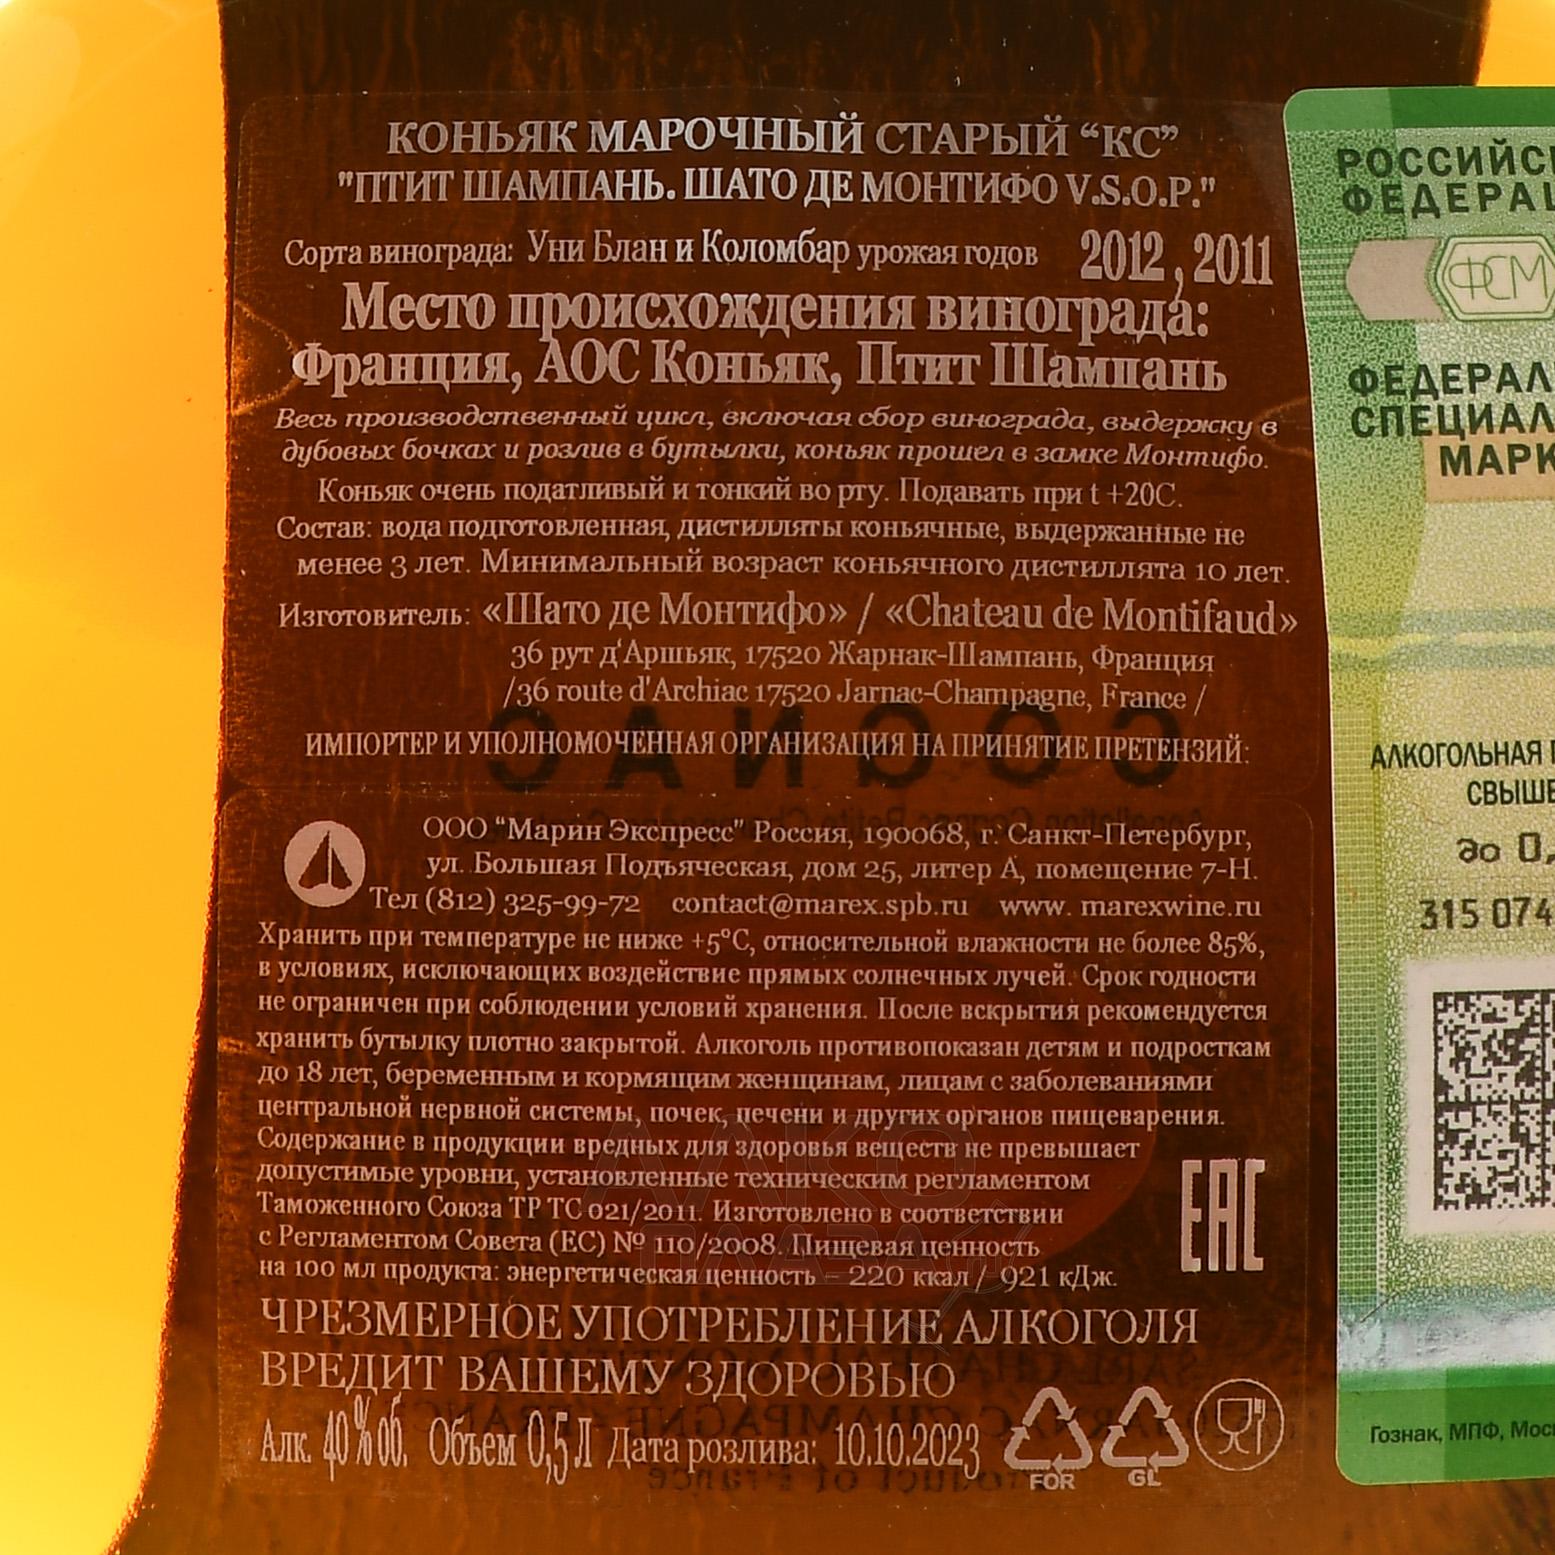 КОНЬЯК МАРОЧНЫЙ СТАРЫЙ “КС”
"ПТИТ ШАМПАНЬ. ШАТО ДЕ МОНТИФО V.S.O.P."
Сорта винограда: Уни Блан и Коломбар урожая годов 2012, 2011
Место происхождения винограда:
Франция, АОС Коньяк, Птит Шампань
Весь производственный цикл, включая сбор винограда, выдержку в
дубовых бочках и розлив в бутылки, коньяк прошел в замке Монтифо.
Коньяк очень податливый и тонкий во рту. Подавать при t +20С.
Состав: вода подготовленная, дистилляты коньячные, выдержанные не
менее 3 лет. Минимальный возраст коньячного дистиллята 10 лет.
Изготовитель: «Шато де Монтифо» / «Chateau de Montifaud»
36 рут д'Аршьяк, 17520 Жарнак-Шампань, Франция
/36 route d'Archiac 17520 Jarnac-Champagne, France /
ИМПОРТЕР И УПОЛНОМОЧЕННАЯ ОРГАНИЗАЦИЯ НА ПРИНЯТИЕ ПРЕТЕНЗИЙ:
COGNAC
ООО “Марин Экспресс” Россия, 190068, г. Санкт-Петербург,
ул. Большая Подъяческая, дом 25, литер А, помещение 7-Н.
Тел (812) 325-99-72 contact@marex.spb.ru www. marexwine.ru
Хранить при температуре не ниже +5°С, относительной влажности не более 85%,
в условиях, исключающих воздействие прямых солнечных лучей. Срок годности
не ограничен при соблюдении условий хранения. После вскрытия рекомендуется
хранить бутылку плотно закрытой. Алкоголь противопоказан детям и подросткам
до 18 лет, беременным и кормящим женщинам, лицам с заболеваниями
центральной нервной системы, почек, печени и других органов пищеварения.
Содержание в продукции вредных для здоровья веществ не превышает
допустимые уровни, установленные техническим регламентом
Таможенного Союза ТР ТС 021/2011. Изготовлено в соответствии
с Регламентом Совета (ЕС) № 110/2008. Пищевая ценность
на 100 мл продукта: энергетическая ценность - 220 ккал / 921 кДж.
EAC
ЧРЕЗМЕРНОЕ УПОТРЕБЛЕНИЕ АЛКОГОЛЯ
ВРЕДИТ ВАШЕМУ ЗДОРОВЬЮ
Алк. 40%об. Объем 0,5 Л Дата розлива: 10.10.2023
FOR GL
Product of France
АЛКО
ПЛАЗА
РОССИЙС
ФЕДЕРАЦ
ФСМ
ФЕДЕРАЛ
СПЕЦИАЛ
МАРК
АЛКОГОЛЬНАЯ
СВЫШЕ
до 0,
315 074
Гознак, МПФ, Мос